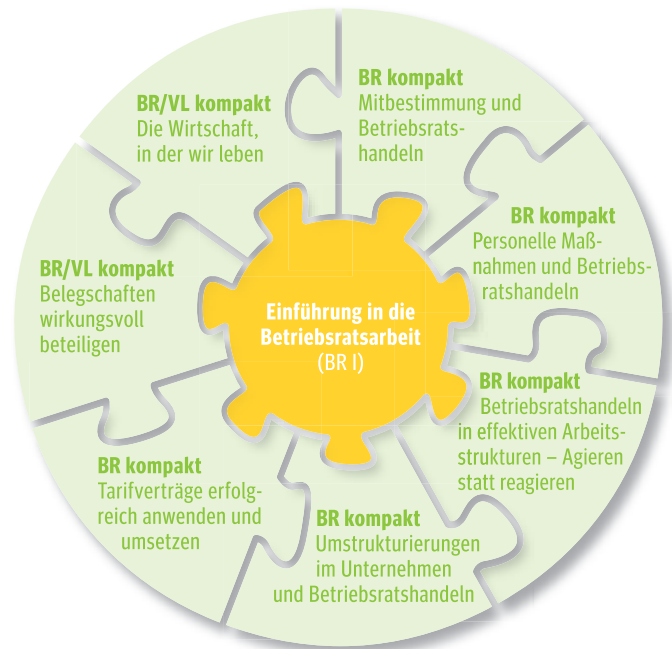 BR/VL kompakt
Die Wirtschaft,
in der wir leben
BR kompakt
Mitbestimmung und
Betriebsrats-
handeln
BR kompakt
Personelle Maß-
nahmen und Betriebs-
ratshandeln
BR/VL kompakt
Belegschaften
wirkungsvoll
beteiligen
Einführung in die
Betriebsratsarbeit
(BR I)
BR kompakt
Betriebsratshandeln
in effektiven Arbeits-
strukturen – Agieren
statt reagieren
BR kompakt
Tarifverträge erfolg-
reich anwenden und
umsetzen
BR kompakt
Umstrukturierungen
im Unternehmen
und Betriebsratshandeln